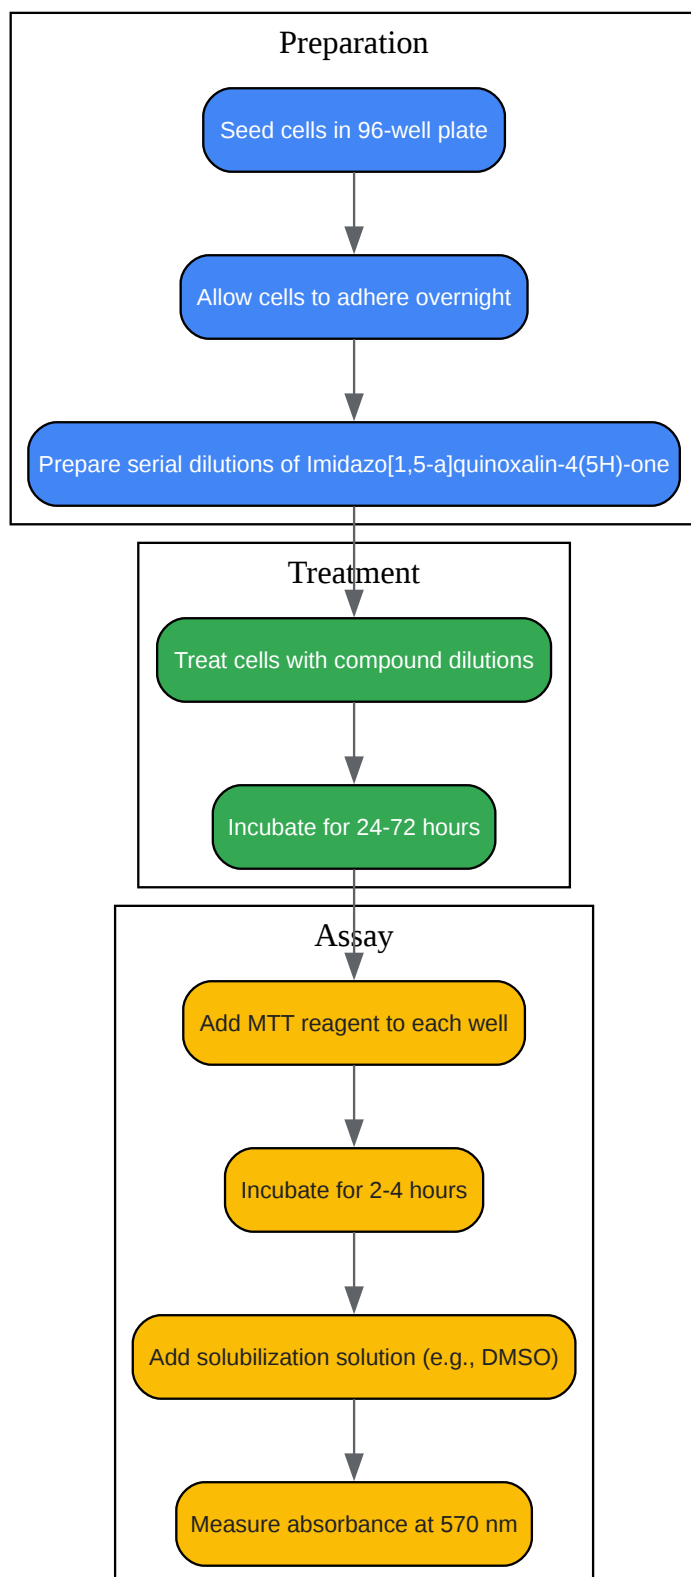 Preparation
Seed cells in 96-well plate
Allow cells to adhere overnight
Prepare serial dilutions of Imidazo[1,5-a]quinoxalin-4(5H)-one
Treatment
Treat cells with compound dilutions
Incubate for 24-72 hours
Assay
Add MTT reagent to each well
Incubate for 2-4 hours
Add solubilization solution (e.g., DMSO)
Measure absorbance at 570 nm